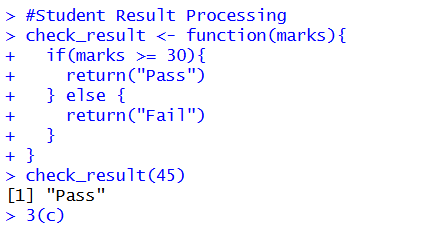 > #Student Result Processing
> check_result <- function(marks){
+   if(marks >= 30){
+     return("Pass")
+   } else {
+     return("Fail")
+   }
+ }
> check_result(45)
[1] "Pass"
> 3(c)